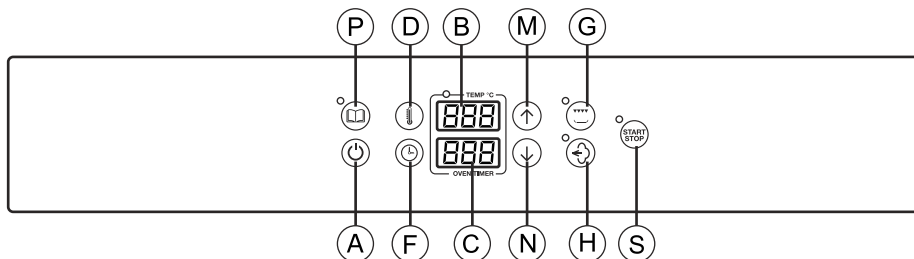 P D B M G
TEMP °C
888
888
OVEN TIMER
START
STOP
A F C N H S